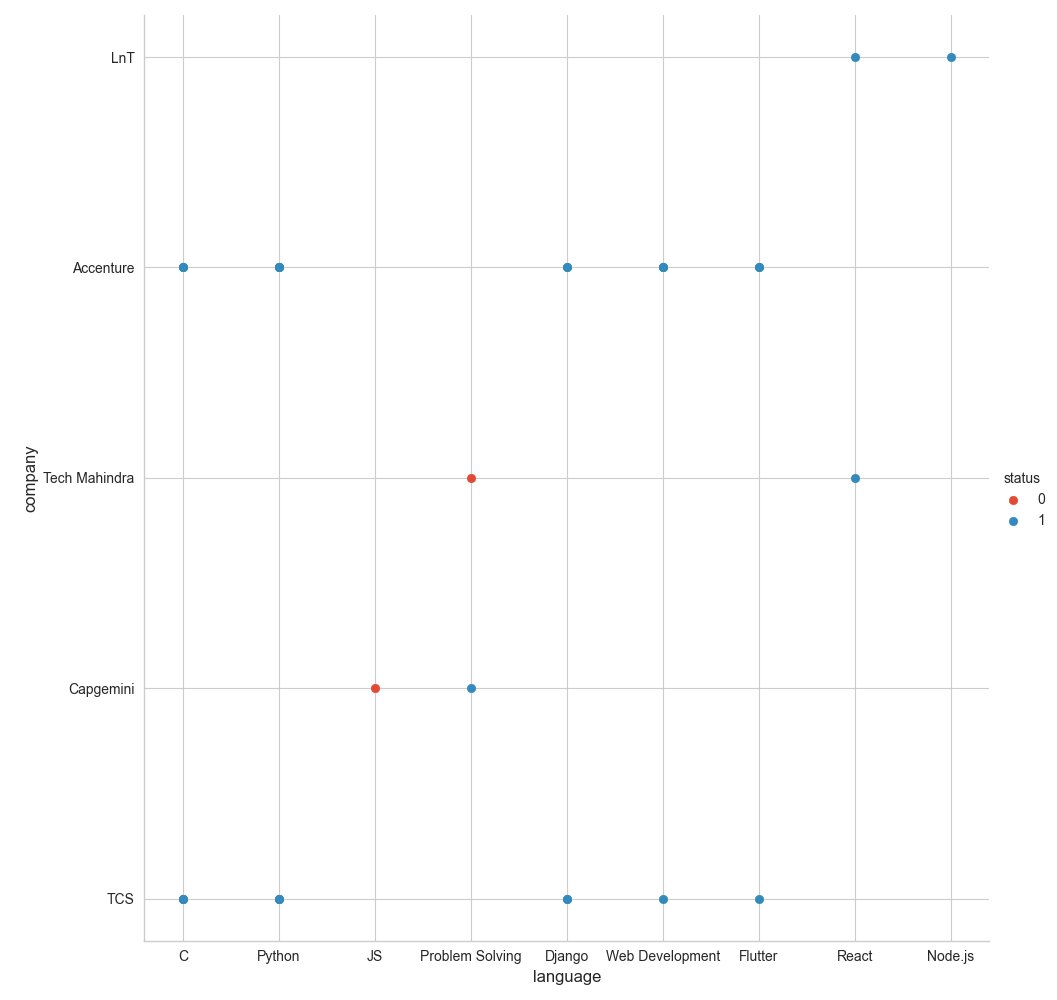 LnT
Accenture
Tech Mahindra
Capgemini
TCS
company
C Python JS Problem Solving Django Web Development Flutter React Node.js
language
status
0
1